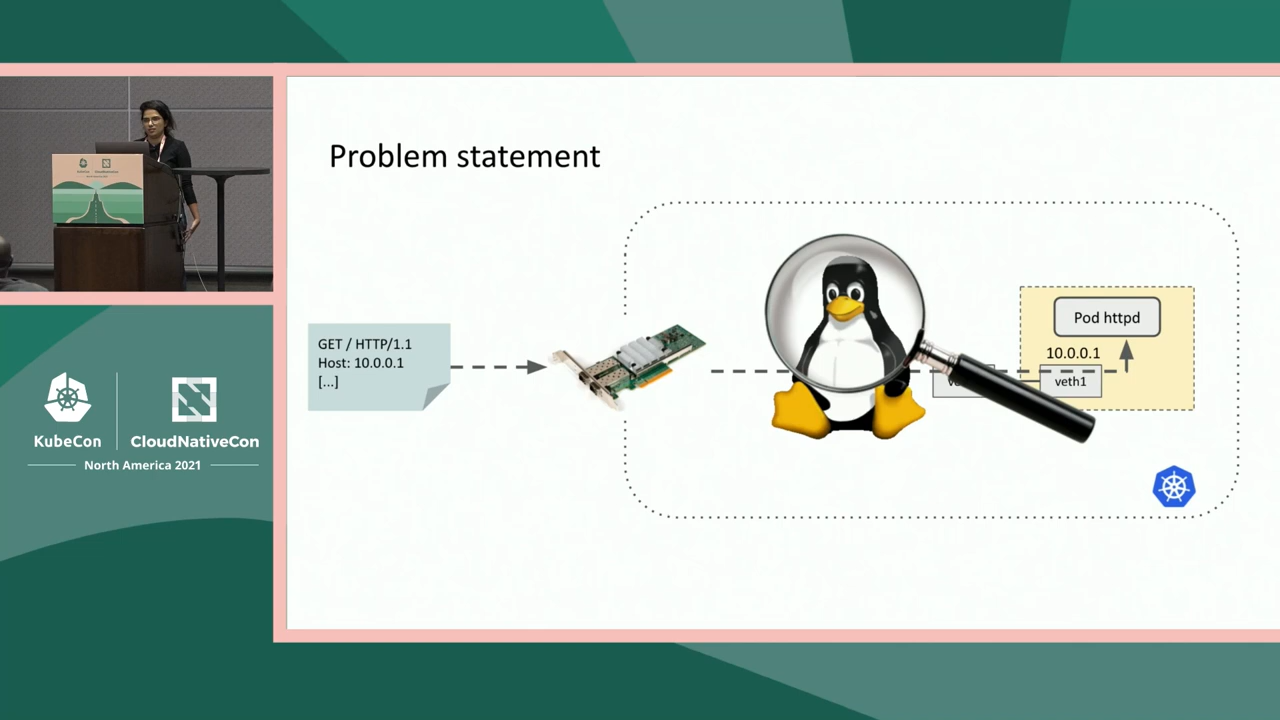 Problem statement
GET / HTTP/1.1
Host: 10.0.0.1
[...]
Pod httpd
10.0.0.1
veth1
KubeCon
CloudNativeCon
North America 2021